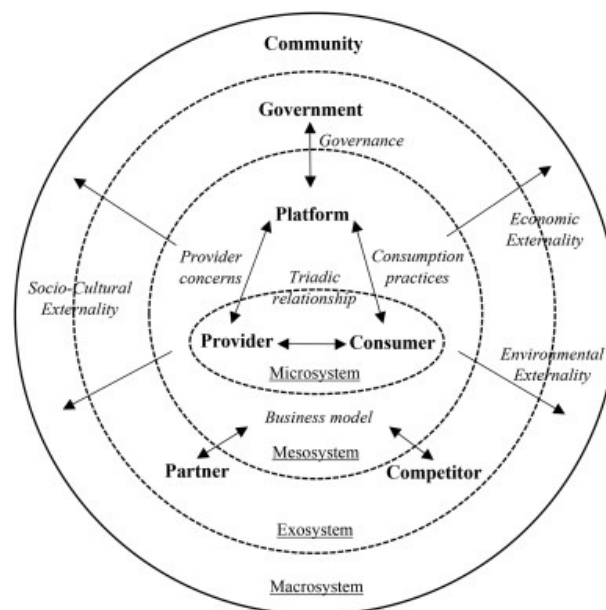 Community
Government
Governance
Platform
Economic
Externality
Provider
concerns
Consumption
practices
Triadic
relationship
Socio-Cultural
Externality
Provider
Consumer
Environmental
Externality
Microsystem
Business model
Mesosystem
Partner
Competitor
Exosystem
Macrosystem